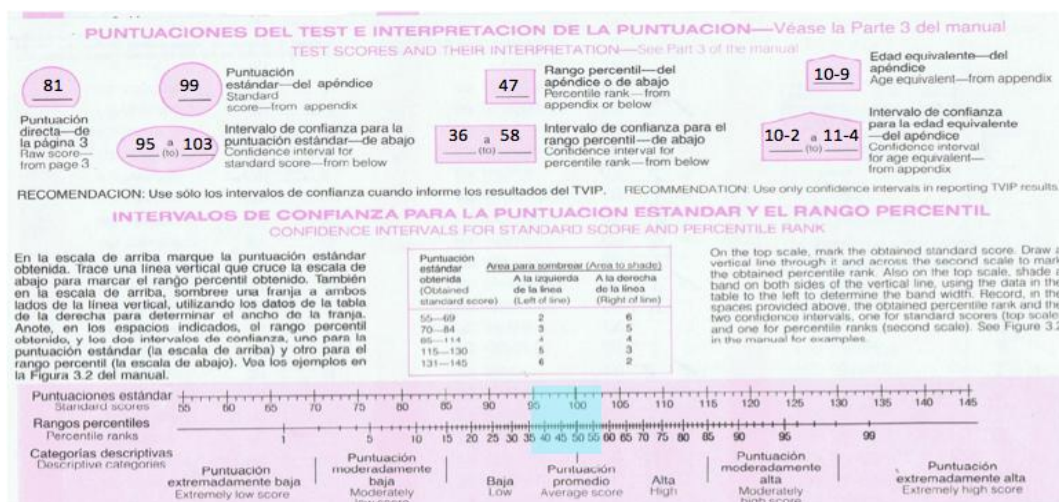 PUNTUACIONES DEL TEST E INTERPRETACION DE LA PUNTUACION—Véase la Parte 3 del manual
TEST SCORES AND THEIR INTERPRETATION—See Part 3 of the manual
81
Puntuación directa—de la página 3
Raw score—from page 3
99
Puntuación estándar—del apéndice
Standard score—from appendix
47
Rango percentil—del apéndice o de abajo
Percentile rank—from appendix or below
10-9
Edad equivalente—del apéndice
Age equivalent—from appendix
95 a (to) 103
Intervalo de confianza para la puntuación estándar—de abajo
Confidence interval for standard score—from below
36 a (to) 58
Intervalo de confianza para el rango percentil—de abajo
Confidence interval for percentile rank—from below
10-2 a (to) 11-4
Intervalo de confianza para la edad equivalente—del apéndice
Confidence interval for age equivalent—from appendix
RECOMENDACION: Use sólo los intervalos de confianza cuando informe los resultados del TVIP. RECOMMENDATION: Use only confidence intervals in reporting TVIP results.
INTERVALOS DE CONFIANZA PARA LA PUNTUACION ESTANDAR Y EL RANGO PERCENTIL
CONFIDENCE INTERVALS FOR STANDARD SCORE AND PERCENTILE RANK
En la escala de arriba marque la puntuación estándar
obtenida. Trace una línea vertical que cruce la escala de
abajo para marcar el rango percentil obtenido. También
en la escala de arriba, sombree una franja a ambos
lados de la línea vertical, utilizando los datos de la tabla
de la derecha para determinar el ancho de la franja.
Anote, en los espacios indicados, el rango percentil
obtenido, y los dos intervalos de confianza, uno para la
puntuación estándar (la escala de arriba) y otro para el
rango percentil (la escala de abajo). Vea los ejemplos en
la Figura 3.2 del manual.
Puntuación estándar obtenida (Obtained standard score)
Area para sombrear (Area to shade)
A la izquierda de la línea (Left of line)
A la derecha de la línea (Right of line)
55—69 2 6
70—84 3 5
85—114 4 4
115—130 5 3
131—145 6 2
On the top scale, mark the obtained standard score. Draw
vertical line through it and across the second scale to mark
the obtained percentile rank. Also on the top scale, shade
band on both sides of the vertical line, using the data in the
table to the left to determine the band width. Record, in the
spaces provided above, the obtained percentile rank and the
two confidence intervals, one for standard scores (top scale)
and one for percentile ranks (second scale). See Figure 3.
in the manual for examples.
Puntuaciones estándar
Standard scores
55 60 65 70 75 80 85 90 95 100 105 110 115 120 125 130 135 140 145
Rangos percentiles
Percentile ranks
1 5 10 15 20 25 30 35 40 45 50 55 60 65 70 75 80 85 90 95 99
Categorías descriptivas
Descriptive categories
Puntuación extremadamente baja
Extremely low score
Puntuación moderadamente baja
Moderately low score
Baja
Low
Puntuación promedio
Average score
Alta
High
Puntuación moderadamente alta
Moderately high score
Puntuación extremadamente alta
Extremely high score